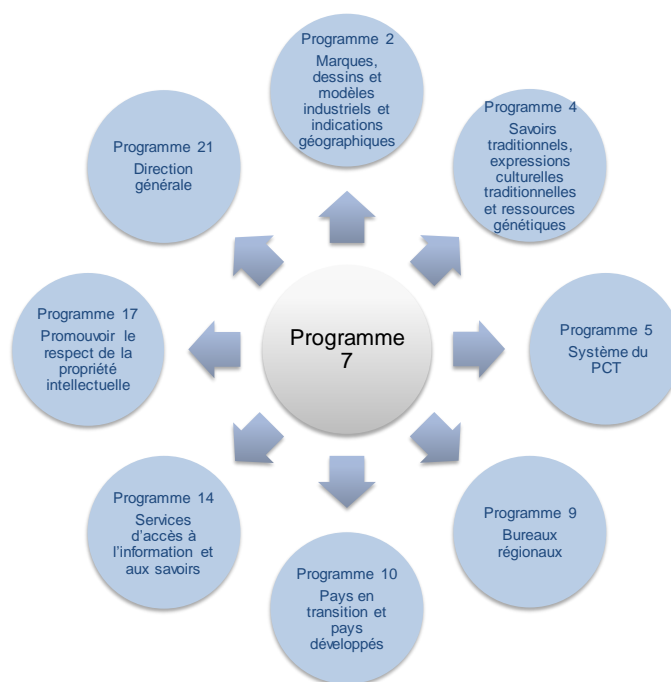 Programme 2
Marques,
dessins et
modèles
industriels et
indications
géographiques
Programme 4
Savoirs
traditionnels,
expressions
culturelles
traditionnelles
et ressources
génétiques
Programme 5
Système du
PCT
Programme 9
Bureaux
régionaux
Programme 10
Pays en
transition et
pays
développés
Programme 14
Services
d'accès à
l'information et
aux savoirs
Programme 17
Promouvoir le
respect de la
propriété
intellectuelle
Programme 21
Direction
générale
Programme
7